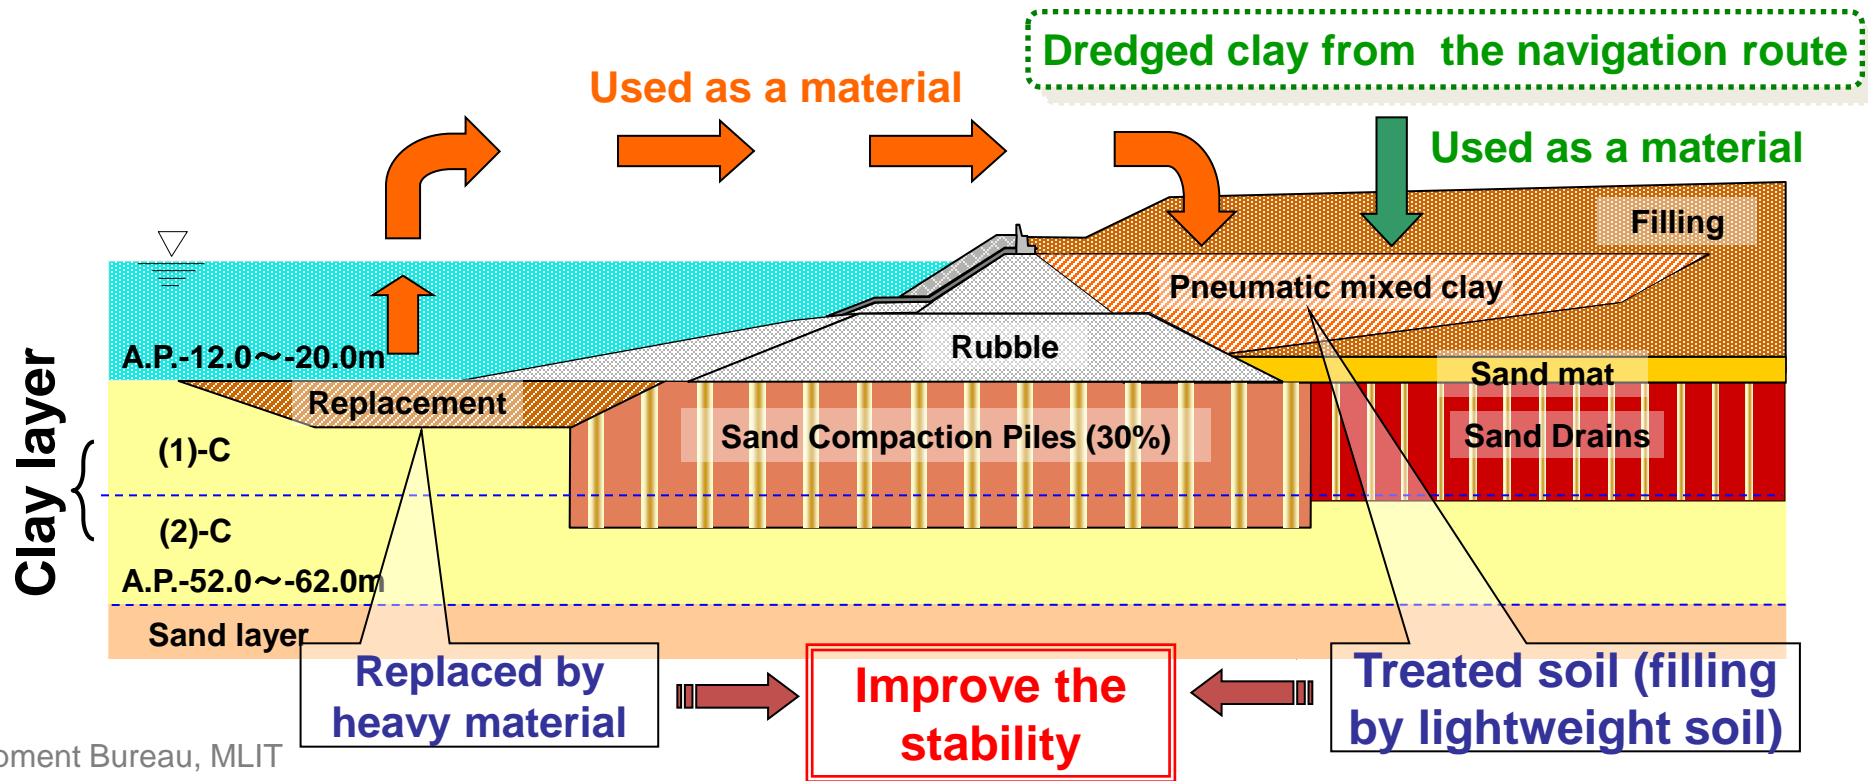 Dredged clay from the navigation route
Used as a material
Used as a material
Filling
Pneumatic mixed clay
Rubble
A.P.-12.0～-20.0m
Sand mat
Replacement
Sand Compaction Piles (30%)
Sand Drains
Clay layer
(1)-C
(2)-C
A.P.-52.0～-62.0m
Sand layer
Replaced by
heavy material
Improve the
stability
Treated soil (filling
by lightweight soil)
Bureau, MLIT